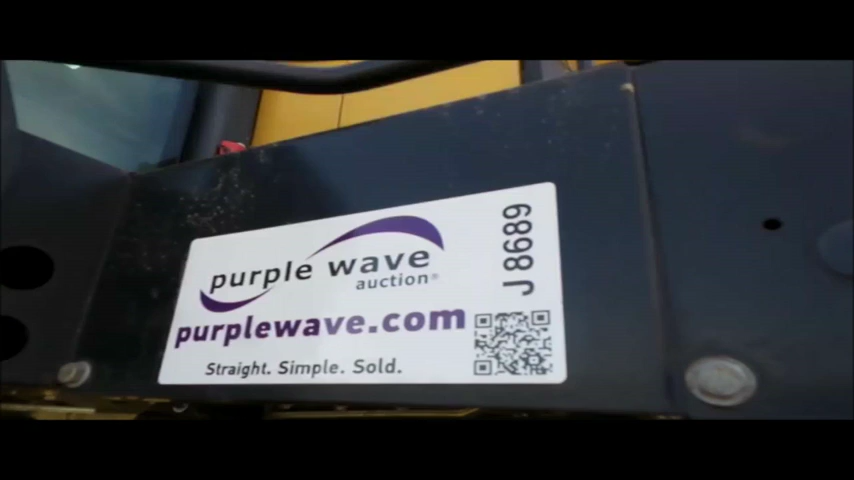 purple wave
auction®
purplewave.com
Straight. Simple. Sold.
J8689